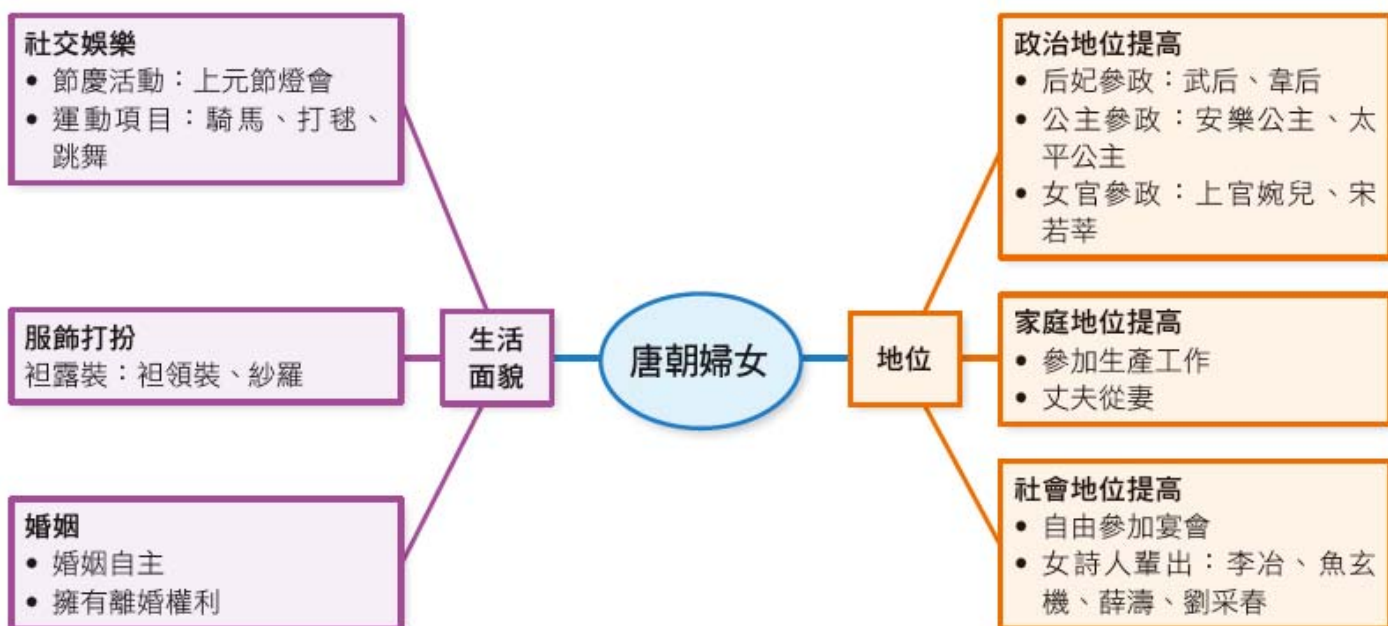 社交娛樂
• 節慶活動：上元節燈會
• 運動項目：騎馬、打毬、
跳舞
服飾打扮
袒露裝：袒領裝、紗羅
婚姻
• 婚姻自主
• 擁有離婚權利
生活
面貌
唐朝婦女
地位
政治地位提高
• 后妃參政：武后、韋后
• 公主參政：安樂公主、太
平公主
• 女官參政：上官婉兒、宋
若莘
家庭地位提高
• 參加生產工作
• 丈夫從妻
社會地位提高
• 自由參加宴會
• 女詩人輩出：李冶、魚玄
機、薛濤、劉采春